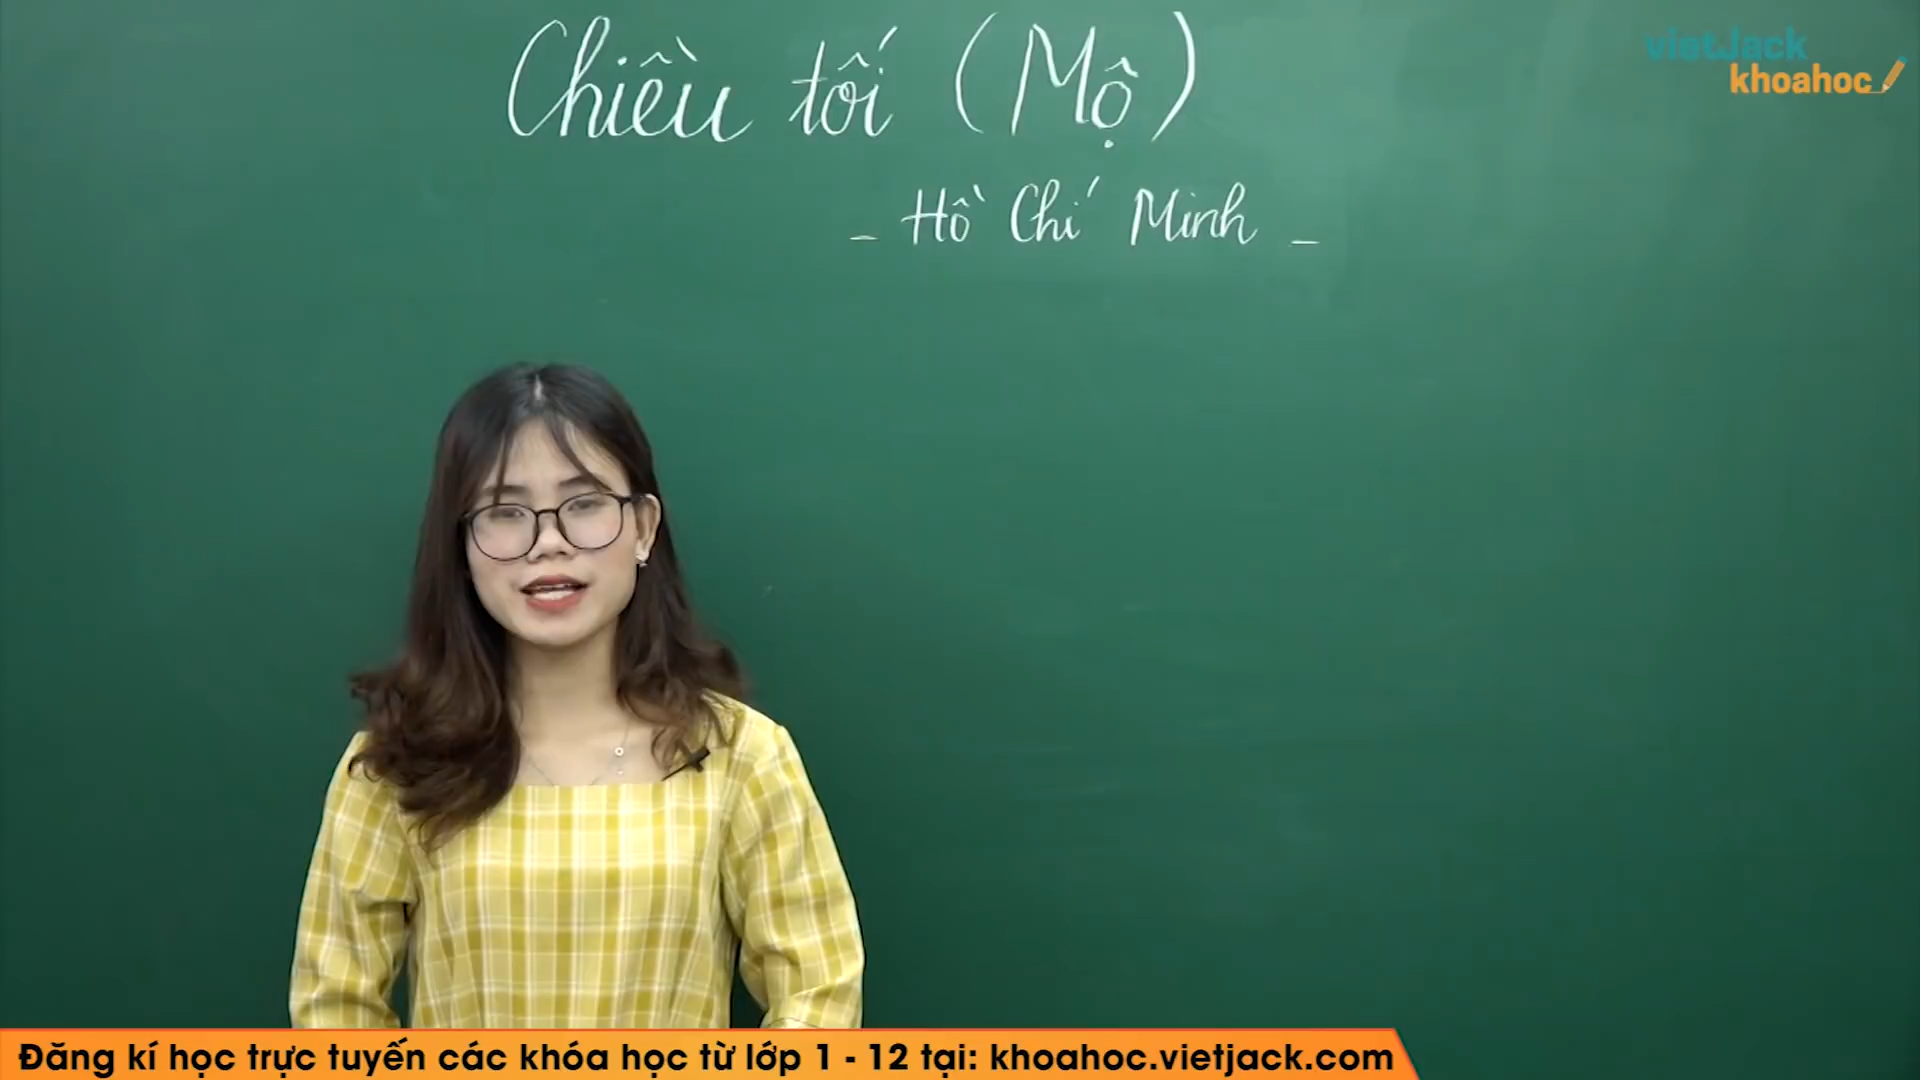 Chiều tối (Mộ)
- Hồ Chí Minh -
vietJack
khoahoc
Đăng kí học trực tuyến các khóa học từ lớp 1 - 12 tại: khoahoc.vietjack.com